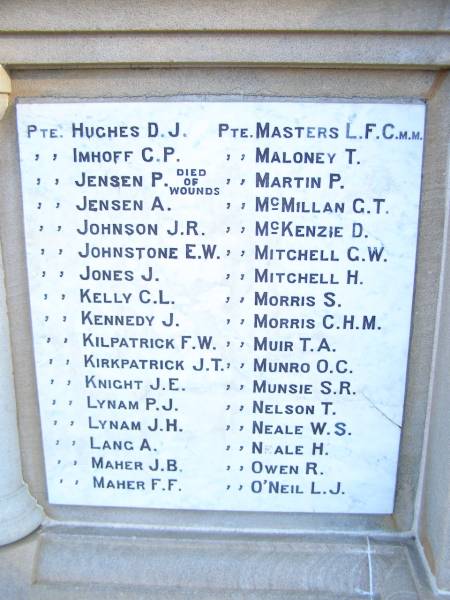 PTE. HUGHES D.J.
,, IMHOFF C.P.
,, JENSEN P. DIED OF WOUNDS
,, JENSEN A.
,, JOHNSON J.R.
,, JOHNSTONE E.W.
,, JONES J.
,, KELLY C.L.
,, KENNEDY J.
,, KILPATRICK F.W.
,, KIRKPATRICK J.T.
,, KNIGHT J.E.
,, LYNAM P.J.
,, LYNAM J.H.
,, LANG A.
,, MAHER J.B.
,, MAHER F.F.
PTE. MASTERS L.F.C. M.M.
,, MALONEY T.
,, MARTIN P.
,, McMILLAN G.T.
,, McKENZIE D.
,, MITCHELL G.W.
,, MITCHELL H.
,, MORRIS S.
,, MORRIS C.H.M.
,, MUIR T.A.
,, MUNRO O.C.
,, MUNSIE S.R.
,, NELSON T.
,, NEALE W.S.
,, NEALE H.
,, OWEN R.
,, O'NEIL L.J.